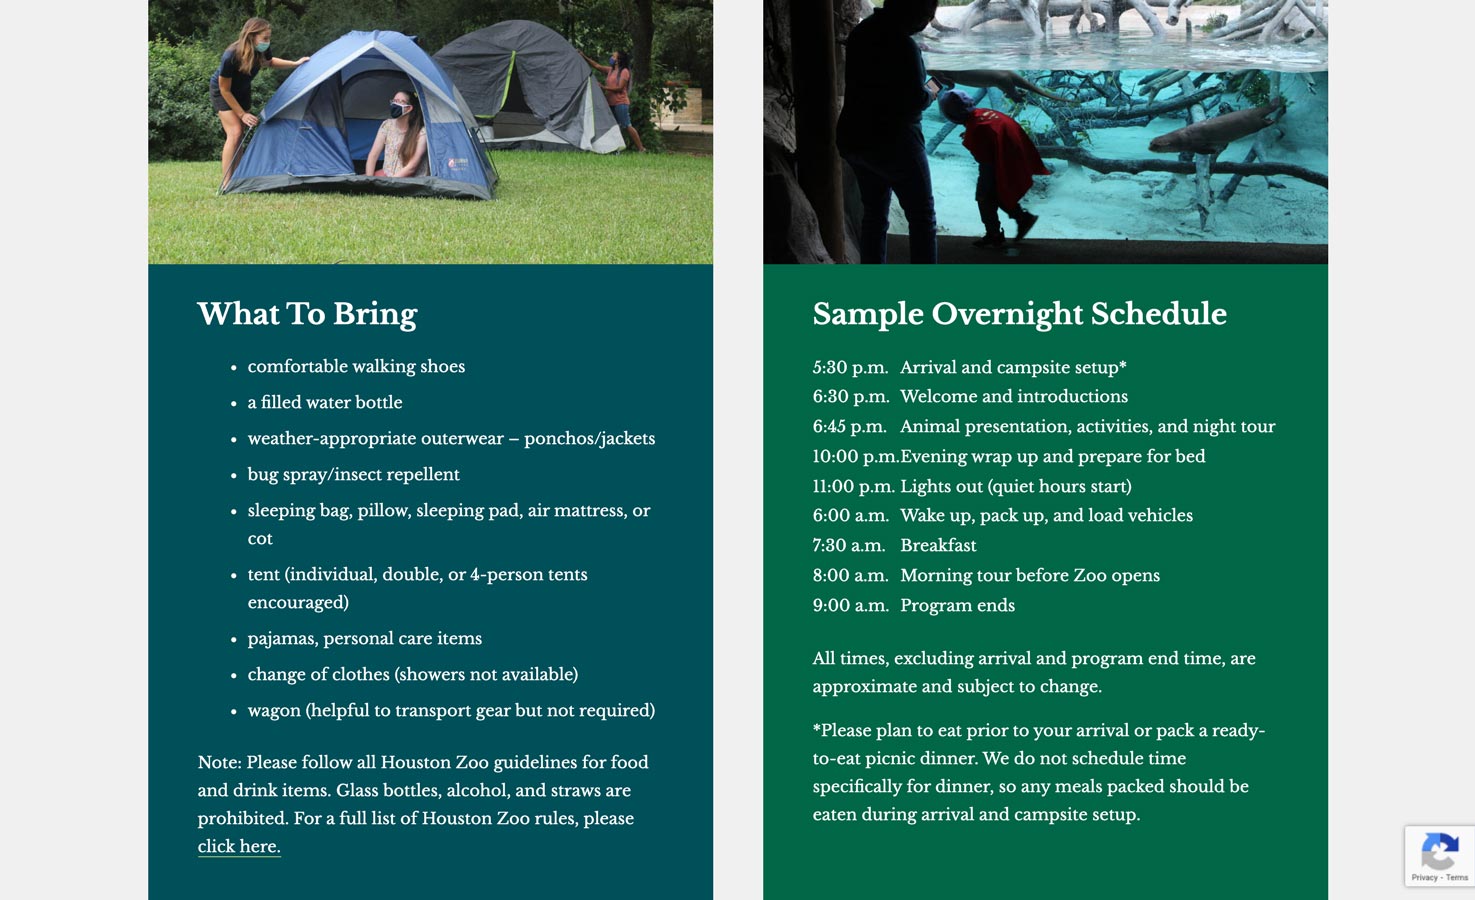 What To Bring
• comfortable walking shoes
• a filled water bottle
• weather-appropriate outerwear – ponchos/jackets
• bug spray/insect repellent
• sleeping bag, pillow, sleeping pad, air mattress, or
cot
• tent (individual, double, or 4-person tents
encouraged)
• pajamas, personal care items
• change of clothes (showers not available)
• wagon (helpful to transport gear but not required)
Note: Please follow all Houston Zoo guidelines for food
and drink items. Glass bottles, alcohol, and straws are
prohibited. For a full list of Houston Zoo rules, please
click here.
Sample Overnight Schedule
5:30 p.m. Arrival and campsite setup*
6:30 p.m. Welcome and introductions
6:45 p.m. Animal presentation, activities, and night tour
10:00 p.m. Evening wrap up and prepare for bed
11:00 p.m. Lights out (quiet hours start)
6:00 a.m. Wake up, pack up, and load vehicles
7:30 a.m. Breakfast
8:00 a.m. Morning tour before Zoo opens
9:00 a.m. Program ends
All times, excluding arrival and program end time, are
approximate and subject to change.
*Please plan to eat prior to your arrival or pack a ready-
to-eat picnic dinner. We do not schedule time
specifically for dinner, so any meals packed should be
eaten during arrival and campsite setup.
Privacy - Terms